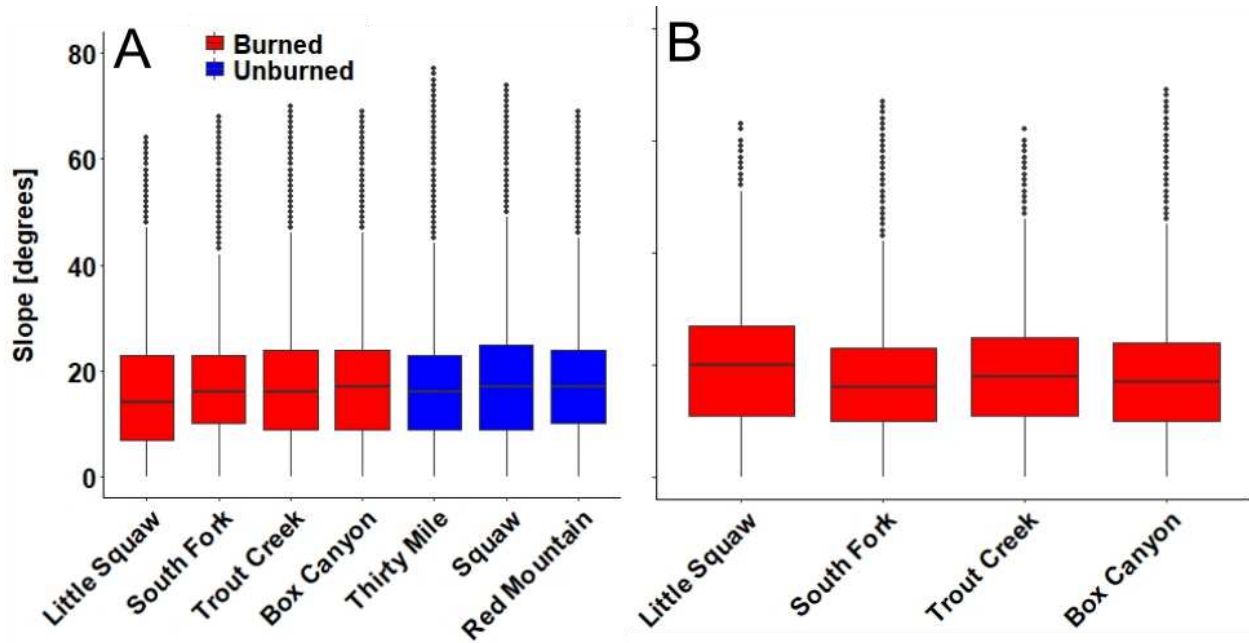 A
Burned
Unburned
B
80
60
40
20
0
Slope [degrees]
Little Squaw
South Fork
Trout Creek
Box Canyon
Thirty Mile
Squaw
Red Mountain
Little Squaw
South Fork
Trout Creek
Box Canyon